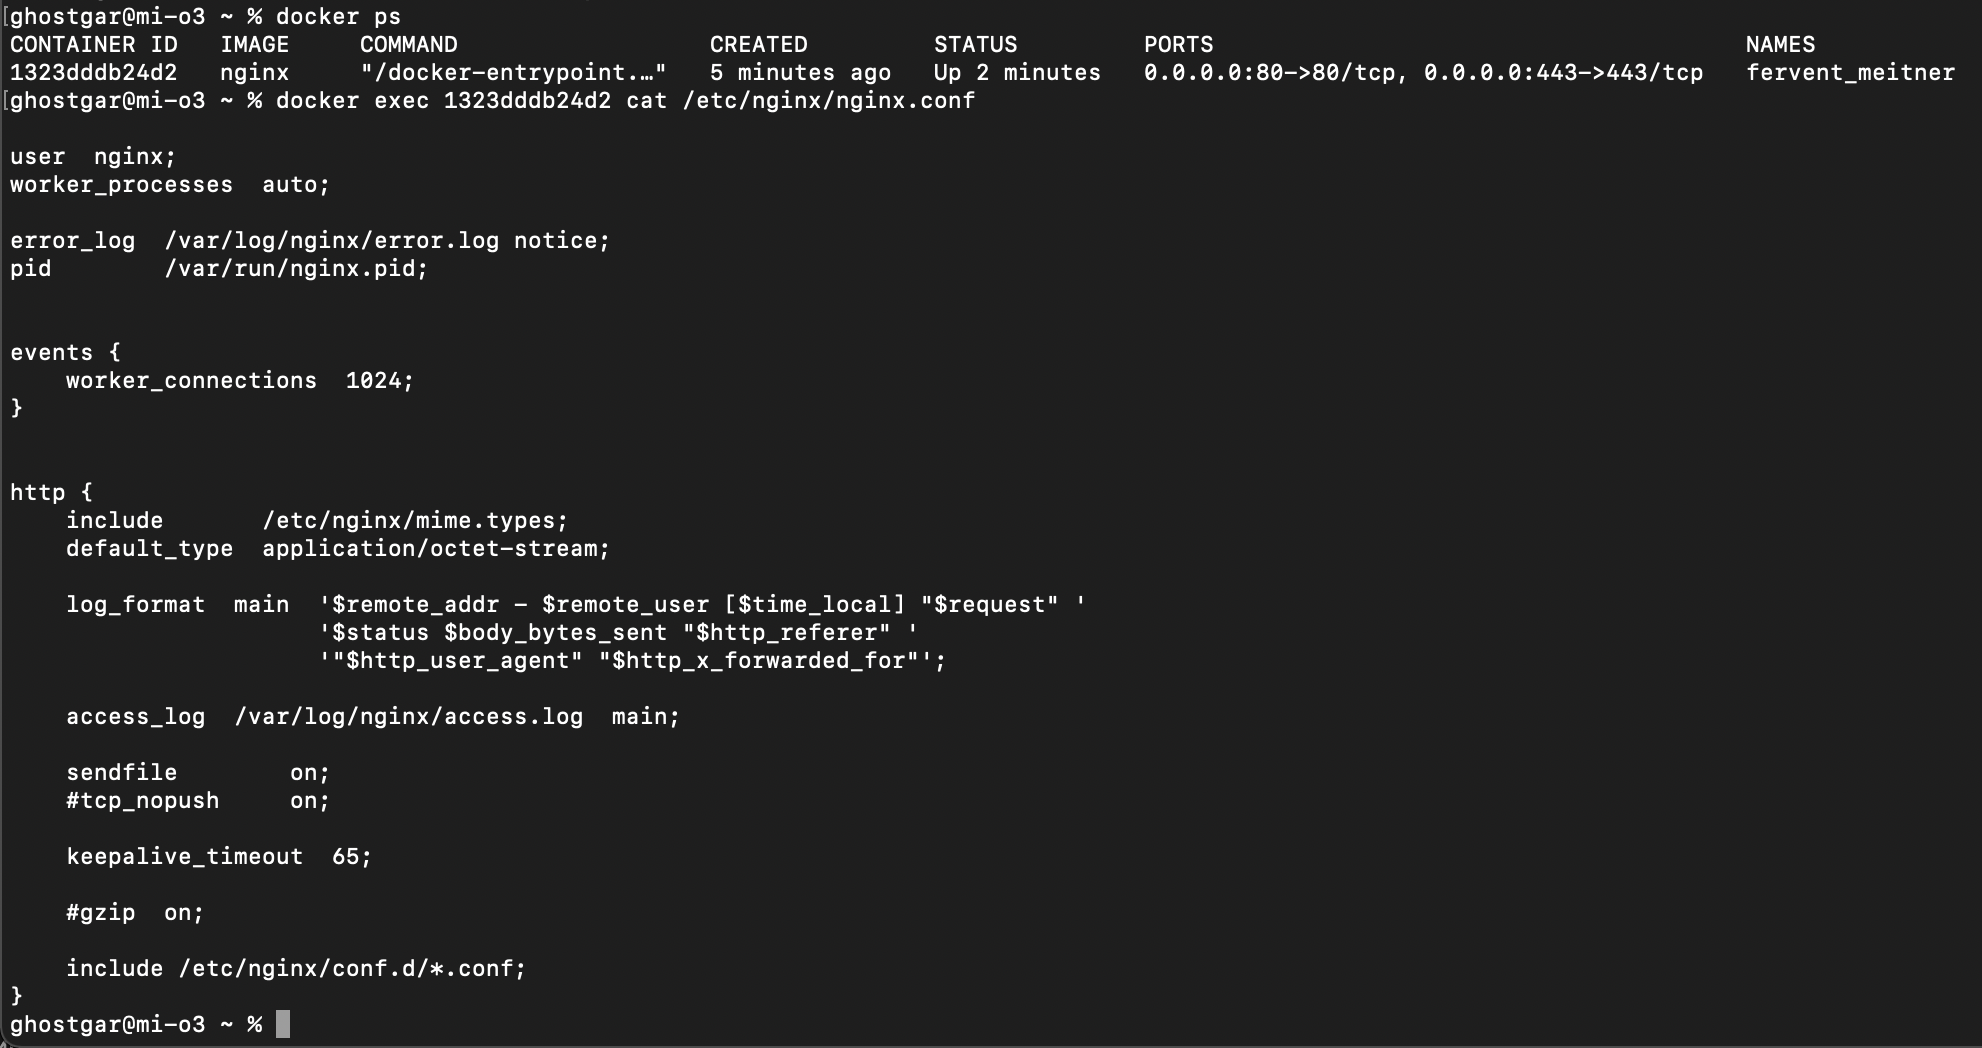 [ghostgar@mi-o3 ~ % docker ps
CONTAINER ID   IMAGE     COMMAND                  CREATED         STATUS         PORTS                                      NAMES
1323dddb24d2   nginx     "/docker-entrypoint.…"   5 minutes ago   Up 2 minutes   0.0.0.0:80->80/tcp, 0.0.0.0:443->443/tcp   fervent_meitner
[ghostgar@mi-o3 ~ % docker exec 1323dddb24d2 cat /etc/nginx/nginx.conf

user  nginx;
worker_processes  auto;

error_log  /var/log/nginx/error.log notice;
pid        /var/run/nginx.pid;


events {
    worker_connections  1024;
}


http {
    include       /etc/nginx/mime.types;
    default_type  application/octet-stream;

    log_format  main  '$remote_addr - $remote_user [$time_local] "$request" '
                      '$status $body_bytes_sent "$http_referer" '
                      '"$http_user_agent" "$http_x_forwarded_for"';

    access_log  /var/log/nginx/access.log  main;

    sendfile        on;
    #tcp_nopush     on;

    keepalive_timeout  65;

    #gzip  on;

    include /etc/nginx/conf.d/*.conf;
}
ghostgar@mi-o3 ~ %